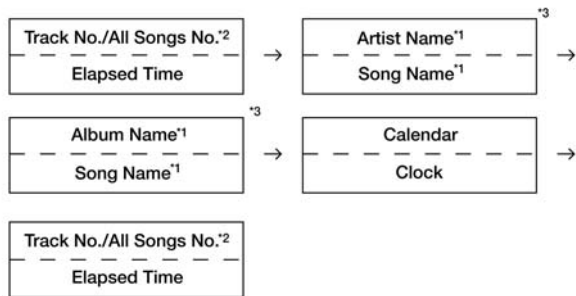 Track No./All Songs No.*2
Elapsed Time
→
*3
Artist Name*1
Song Name*1
→
*3
Album Name*1
Song Name*1
→
Calendar
Clock
→
Track No./All Songs No.*2
Elapsed Time